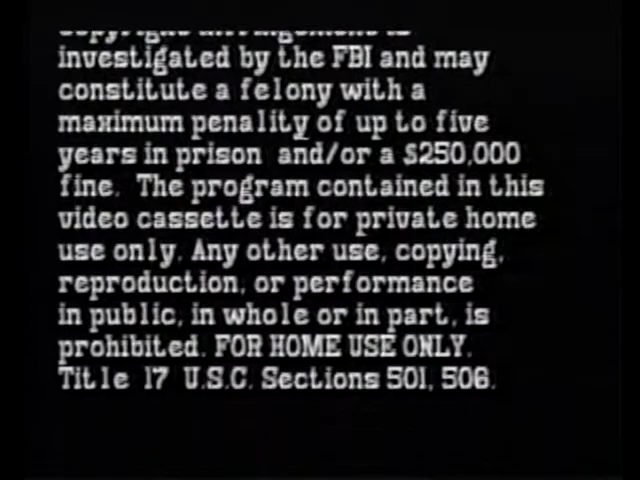 copyright infringement is
investigated by the FBI and may
constitute a felony with a
maximum penality of up to five
years in prison and/or a $250,000
fine. The program contained in this
video cassette is for private home
use only. Any other use, copying,
reproduction, or performance
in public, in whole or in part, is
prohibited. FOR HOME USE ONLY.
Title 17 U.S.C. Sections 501, 506.